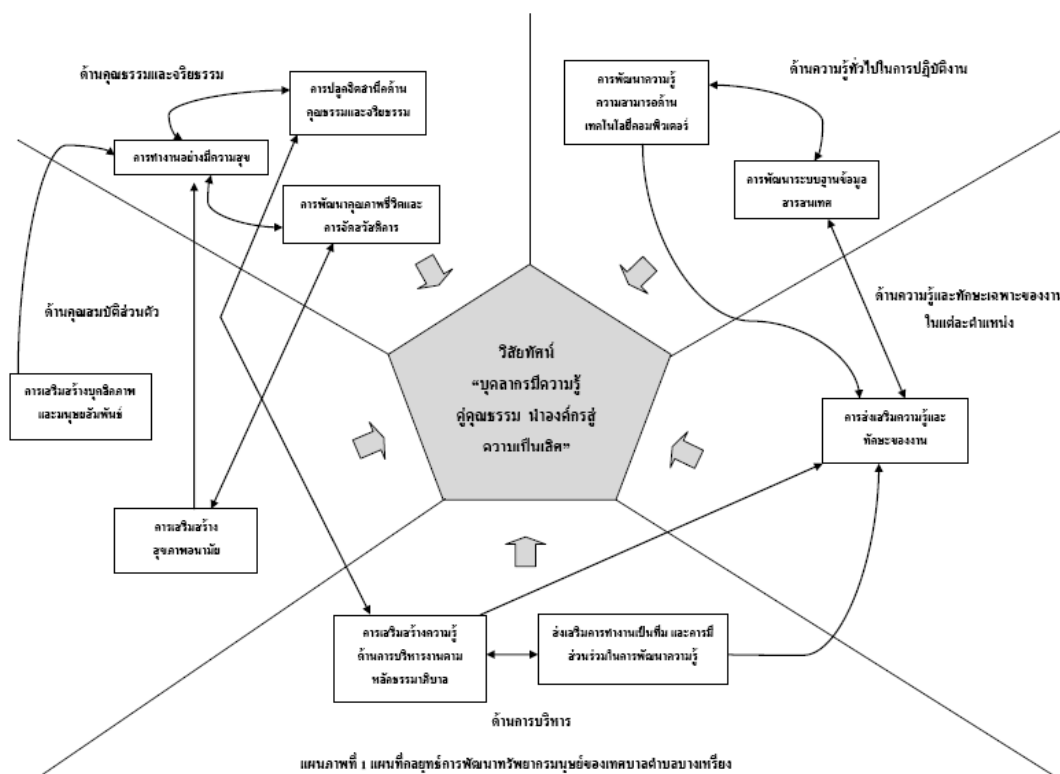 ด้านคุณธรรมและจริยธรรม
การปลูกจิตสำนึกด้าน
คุณธรรมและจริยธรรม
การทำงานอย่างมีความสุข
การพัฒนาคุณภาพชีวิตและ
การจัดสวัสดิการ
การพัฒนาความรู้
ความสามารถด้าน
เทคโนโลยีคอมพิวเตอร์
ด้านความรู้ทั่วไปในการปฏิบัติงาน
การพัฒนาระบบฐานข้อมูล
สารสนเทศ
ด้านคุณสมบัติส่วนตัว
การเสริมสร้างบุคลิกภาพ
และมนุษยสัมพันธ์
การเสริมสร้าง
สุขภาพอนามัย
วิสัยทัศน์
“บุคลากรมีความรู้
คู่คุณธรรม นำองค์กรสู่
ความเป็นเลิศ”
ด้านความรู้และทักษะเฉพาะของงาน
ในแต่ละตำแหน่ง
การส่งเสริมความรู้และ
ทักษะของงาน
การเสริมสร้างความรู้
ด้านการบริหารงานตาม
หลักธรรมาภิบาล
ส่งเสริมการทำงานเป็นทีม และการมี
ส่วนร่วมในการพัฒนาความรู้
ด้านการบริหาร
แผนภาพที่ 1 แผนที่กลยุทธ์การพัฒนาทรัพยากรมนุษย์ของเทศบาลตำบลบางเหรียง